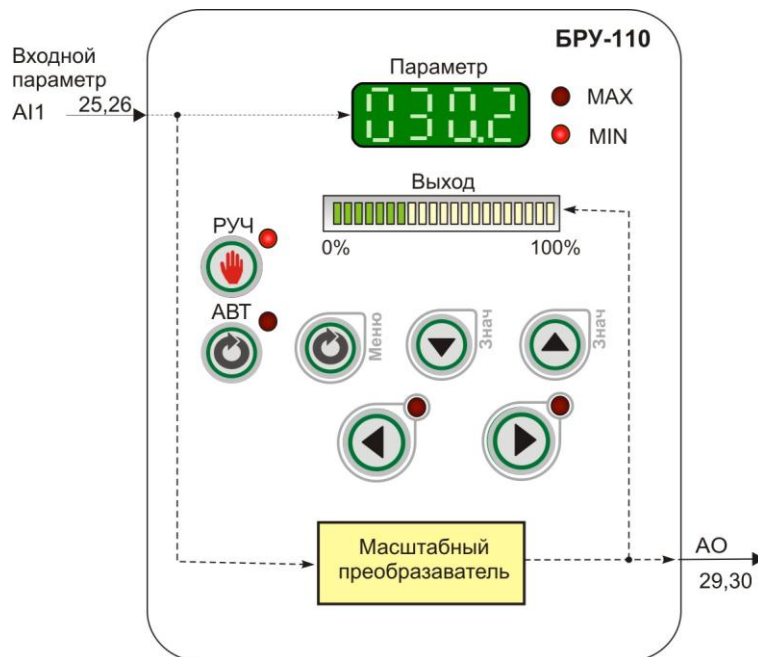 БРУ-110
Входной
параметр
AI1
25,26
Параметр
030.2
MAX
MIN
Выход
0%
100%
РУЧ
АВТ
Меню
Знач
Знач
Масштабный
преобразаватель
AO
29,30